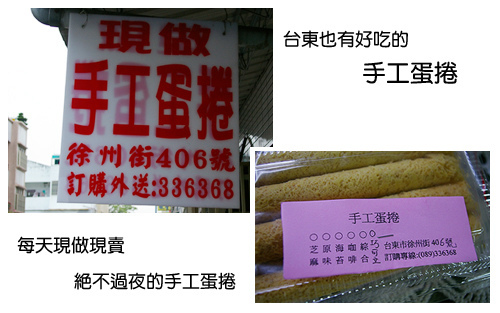 現做
手工蛋捲
徐州街406號
訂購外送:336368
台東也有好吃的
手工蛋捲
手工蛋捲
○○○○○○
芝原海咖綜巧
麻味苔啡合克 台東市徐州街406號
訂購專線:(089)336368
每天現做現賣
絕不過夜的手工蛋捲